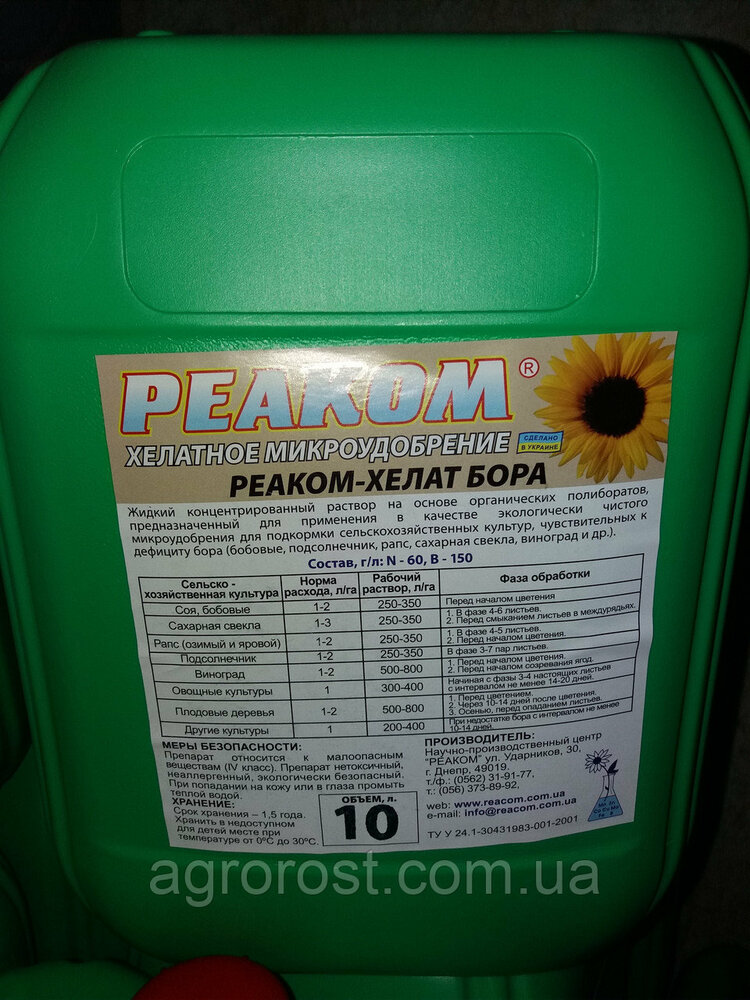 РЕАКОМ®
ХЕЛАТНОЕ МИКРОУДОБРЕНИЕ
СДЕЛАНО
В УКРАИНЕ
РЕАКОМ-ХЕЛАТ БОРА
Жидкий концентрированный раствор на основе органических полиборатов,
предназначенный для применения в качестве экологически чистого
микроудобрения для подкормки сельскохозяйственных культур, чувствительных к
дефициту бора (бобовые, подсолнечник, рапс, сахарная свекла, виноград и др.).
Состав, г/л: N - 60, B - 150
Сельско - хозяйственная культура Норма расхода, л/га Рабочий раствор, л/га Фаза обработки
Соя, бобовые 1-2 250-350 Перед началом цветения
Сахарная свекла 1-3 250-350 1. В фазе 4-6 листьев.
2. Перед смыканием листьев в междурядьях.
Рапс (озимый и яровой) 1-2 250-350 1. В фазе 4-5 листьев.
2. Перед началом цветения.
Подсолнечник 1-2 250-350 В фазе 3-7 пар листьев.
Виноград 1-2 500-800 1. Перед началом цветения.
2. Перед началом созревания ягод.
Овощные культуры 1 300-400 Начиная с фазы 3-4 настоящих листьев
с интервалом не менее 14-20 дней.
Плодовые деревья 1-2 500-800 1. Перед цветением.
2. Через 10-14 дней после цветения.
3. Осенью, перед опаданием листьев.
Другие культуры 1 200-400 При недостатке бора с интервалом не менее
10-14 дней.
МЕРЫ БЕЗОПАСНОСТИ:
Препарат относится к малоопасным
веществам (IV класс). Препарат нетоксичный,
неаллергенный, экологически безопасный.
При попадании на кожу или в глаза промыть
теплой водой.
ХРАНЕНИЕ:
Срок хранения – 1,5 года.
Хранить в недоступном
для детей месте при
температуре от 0ºС до 30ºС.
ОБЪЕМ, л.
10
ПРОИЗВОДИТЕЛЬ:
Научно-производственный центр
"РЕАКОМ" ул. Ударников, 30,
г. Днепр, 49019.
т./ф.: (0562) 31-91-77,
т.: (056) 373-89-92,
web: www.reacom.com.ua
e-mail: info@reacom.com.ua
ТУ У 24.1-30431983-001-2001
agrorost.com.ua